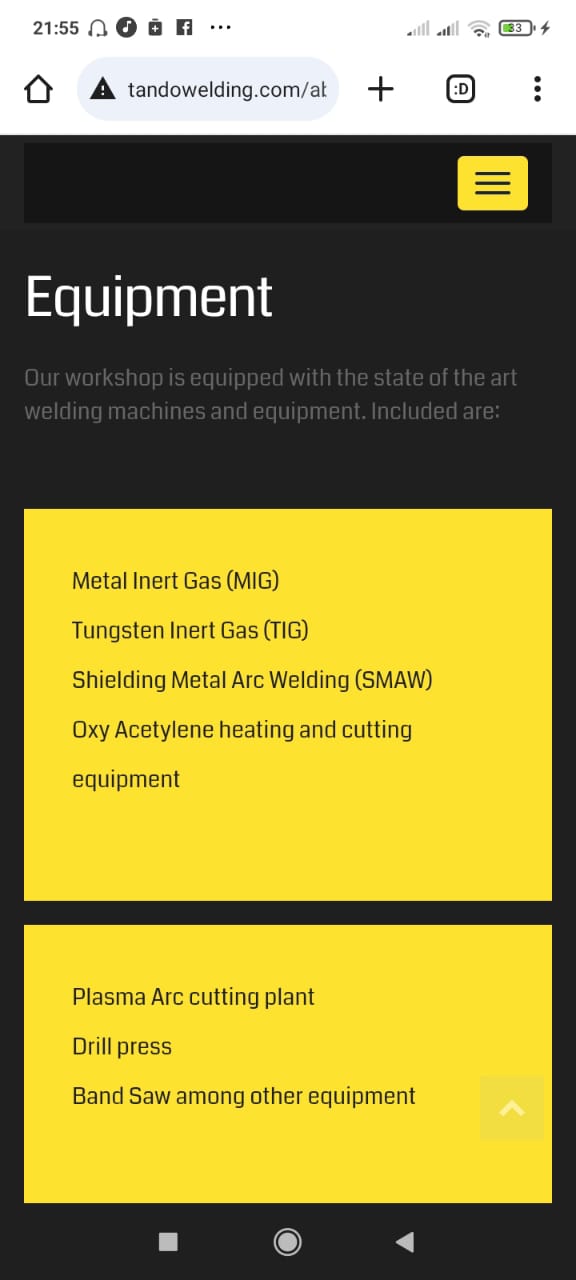 21:55
33
tandowelding.com/ab
:D
Equipment
Our workshop is equipped with the state of the art
welding machines and equipment. Included are:
Metal Inert Gas (MIG)
Tungsten Inert Gas (TIG)
Shielding Metal Arc Welding (SMAW)
Oxy Acetylene heating and cutting
equipment
Plasma Arc cutting plant
Drill press
Band Saw among other equipment